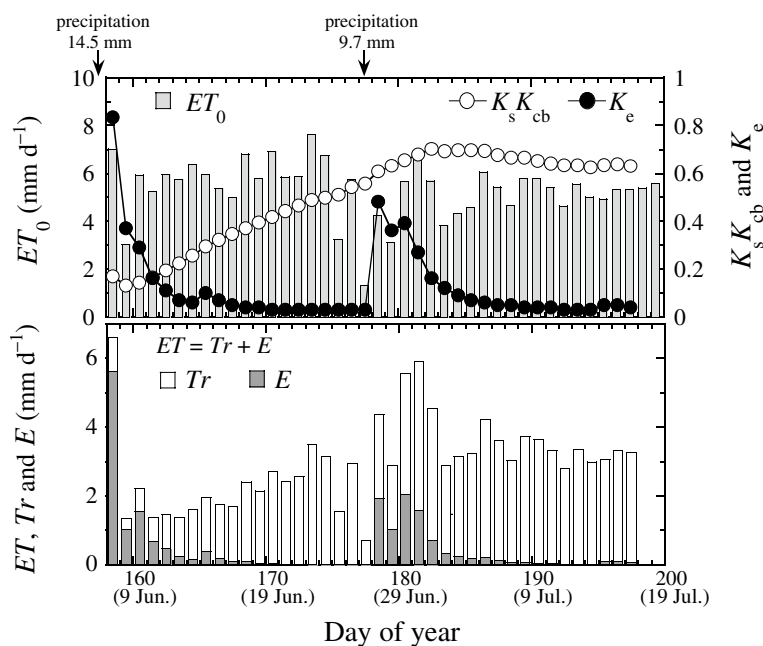 precipitation precipitation
14.5 mm 9.7 mm
10 1
ET₀ KₛK_cb Kₑ
8 0.8
6 0.6
4 0.4
2 0.2
0 0
ET₀ (mm d⁻¹)
KₛK_cb and Kₑ
ET = Tr + E
Tr E
6
4
2
0
ET, Tr and E (mm d⁻¹)
160 170 180 190 200
(9 Jun.) (19 Jun.) (29 Jun.) (9 Jul.) (19 Jul.)
Day of year